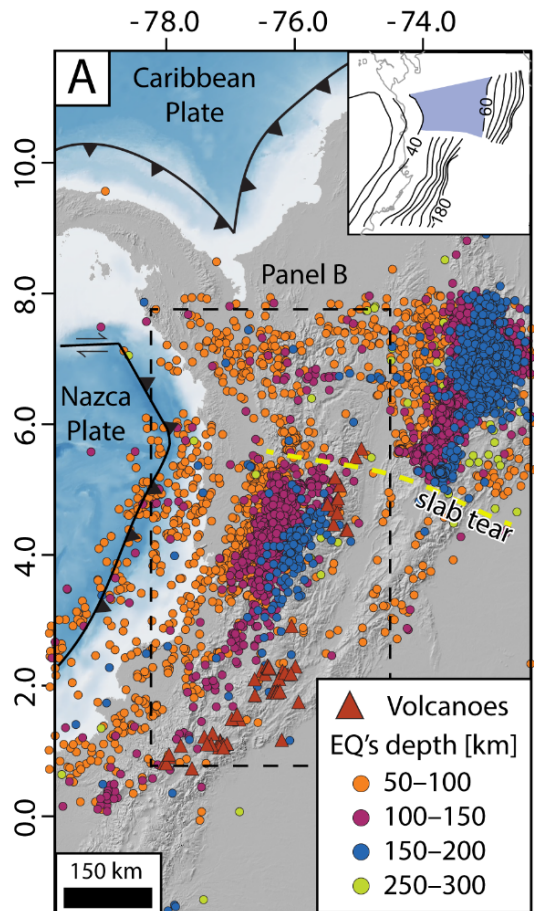 -78.0 -76.0 -74.0
A
Caribbean
Plate
40
60
180
10.0
Panel B
8.0
Nazca
Plate
6.0
slab tear
4.0
2.0
0.0
Volcanoes
EQ's depth [km]
50–100
100–150
150–200
250–300
150 km